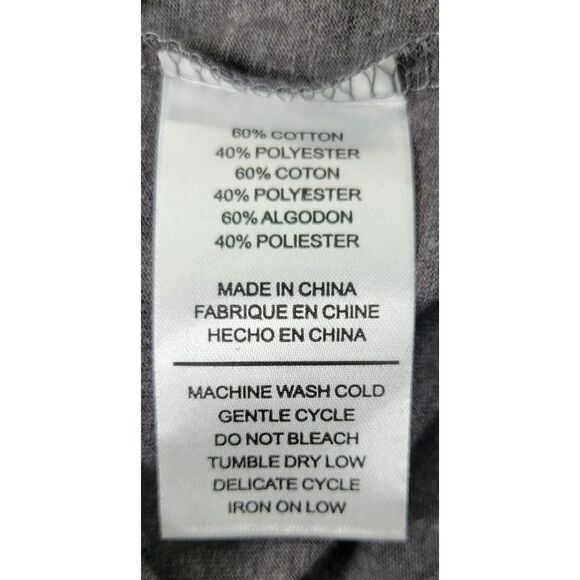 60% COTTON
40% POLYESTER
60% COTON
40% POLYESTER
60% ALGODON
40% POLIESTER
MADE IN CHINA
FABRIQUE EN CHINE
HECHO EN CHINA
MACHINE WASH COLD
GENTLE CYCLE
DO NOT BLEACH
TUMBLE DRY LOW
DELICATE CYCLE
IRON ON LOW